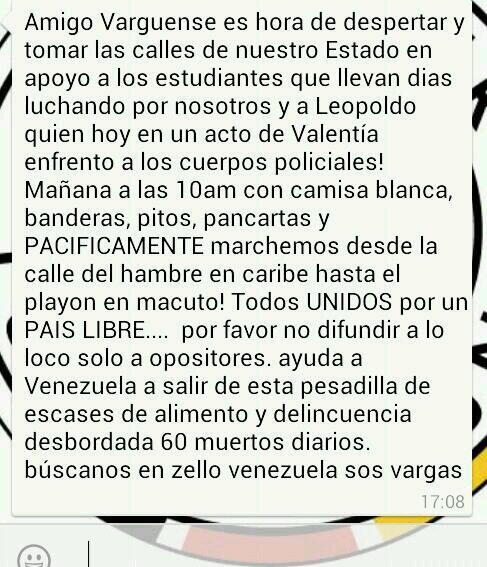 Amigo Varguense es hora de despertar y
tomar las calles de nuestro Estado en
apoyo a los estudiantes que llevan dias
luchando por nosotros y a Leopoldo
quien hoy en un acto de Valentía
enfrento a los cuerpos policiales!
Mañana a las 10am con camisa blanca,
banderas, pitos, pancartas y
PACIFICAMENTE marchemos desde la
calle del hambre en caribe hasta el
playon en macuto! Todos UNIDOS por un
PAIS LIBRE.... por favor no difundir a lo
loco solo a opositores. ayuda a
Venezuela a salir de esta pesadilla de
escases de alimento y delincuencia
desbordada 60 muertos diarios.
búscanos en zello venezuela sos vargas
17:08